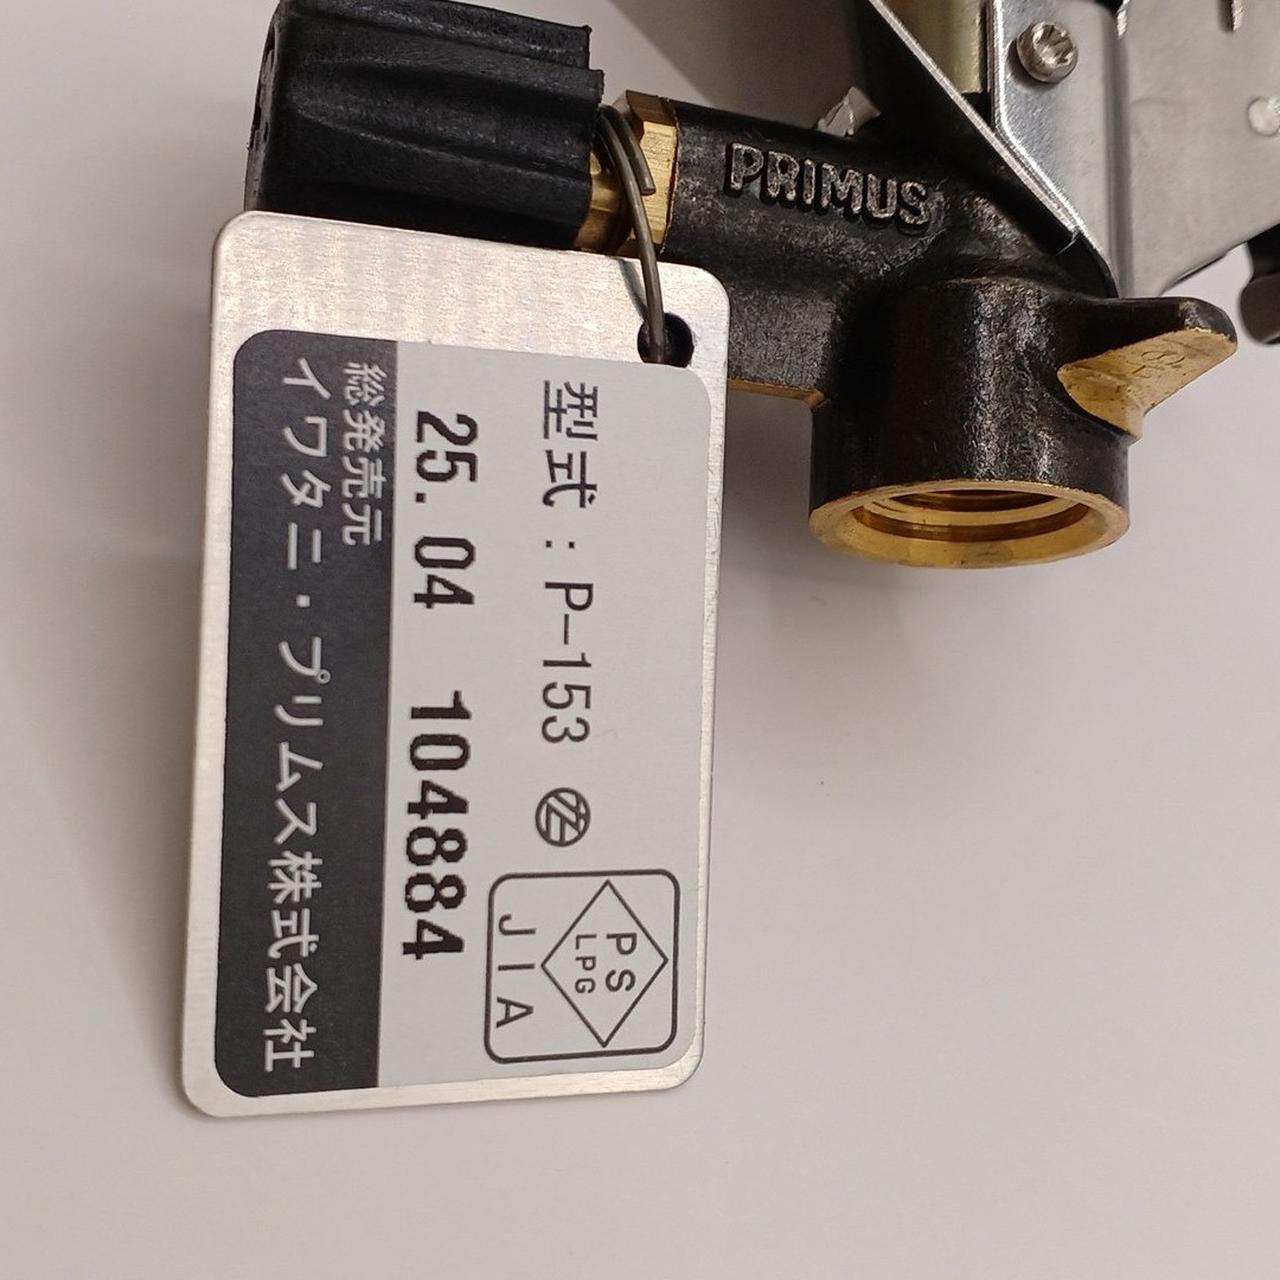 PRIMUS
型式：P-153
PS
LPG
JIA
25.04 104884
総発売元
イワタニ・プリムス株式会社